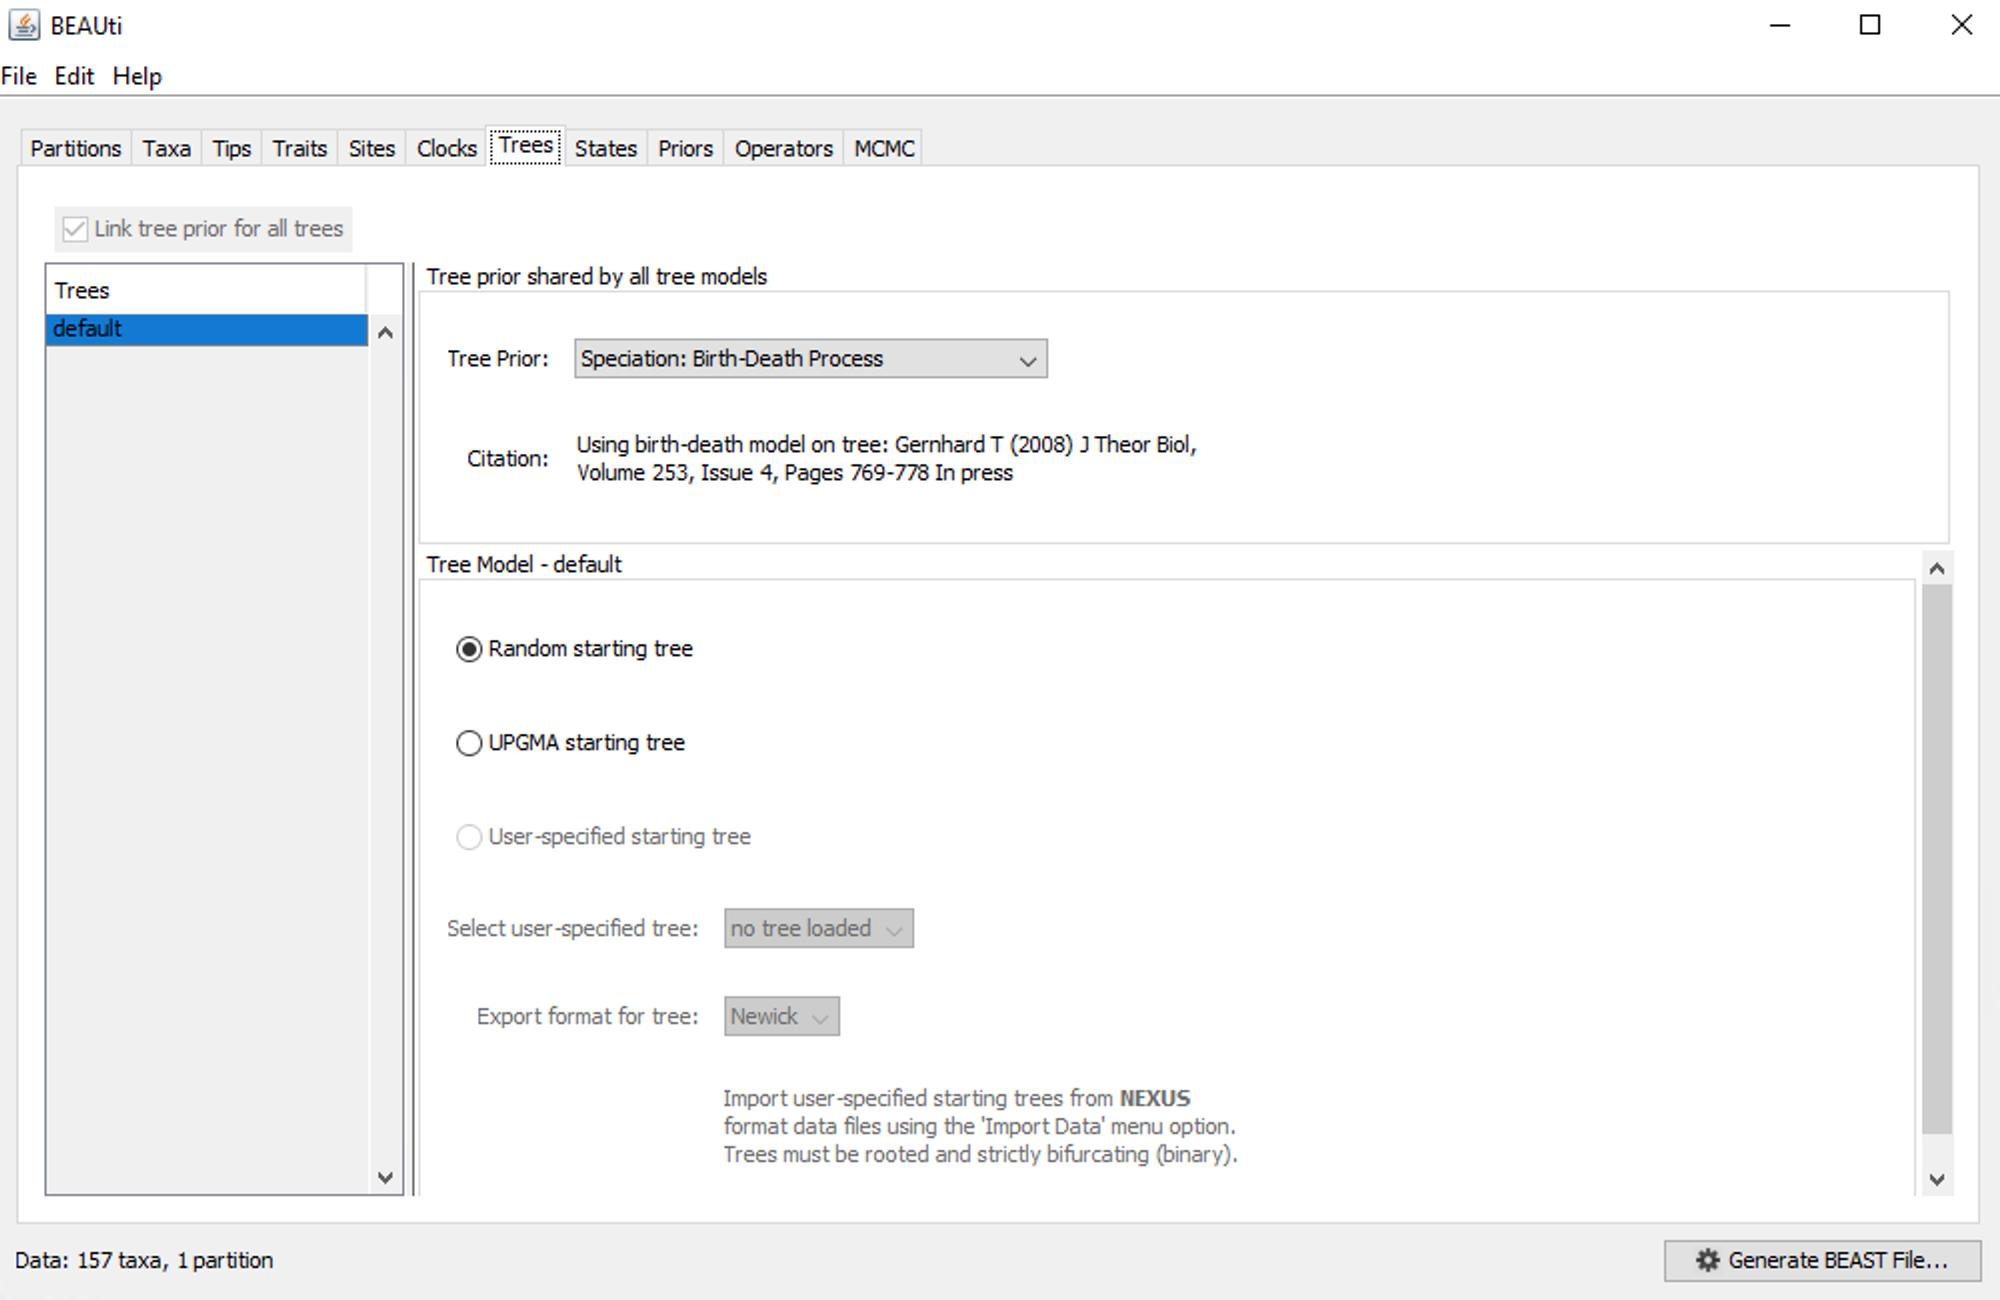 BEAUti
File Edit Help
Partitions Taxa Tips Traits Sites Clocks Trees States Priors Operators MCMC
Link tree prior for all trees
Trees
default
Tree prior shared by all tree models
Tree Prior: Speciation: Birth-Death Process
Citation: Using birth-death model on tree: Gernhard T (2008) J Theor Biol,
Volume 253, Issue 4, Pages 769-778 In press
Tree Model - default
Random starting tree
UPGMA starting tree
User-specified starting tree
Select user-specified tree: no tree loaded
Export format for tree: Newick
Import user-specified starting trees from NEXUS
format data files using the 'Import Data' menu option.
Trees must be rooted and strictly bifurcating (binary).
Data: 157 taxa, 1 partition
Generate BEAST File...